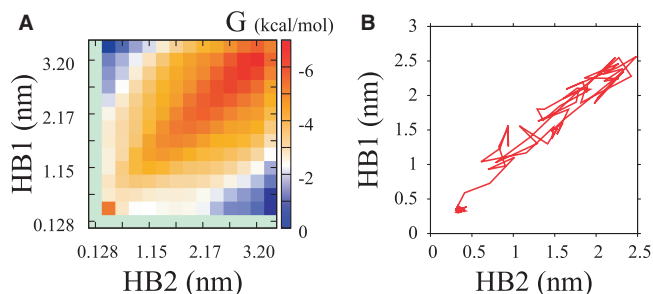 A
G (kcal/mol)
3.20
2.17
1.15
0.128
HB1 (nm)
0.128 1.15 2.17 3.20
HB2 (nm)
-6
-4
-2
0
B
3
2.5
2
1.5
1
0.5
0
HB1 (nm)
0 0.5 1 1.5 2 2.5
HB2 (nm)